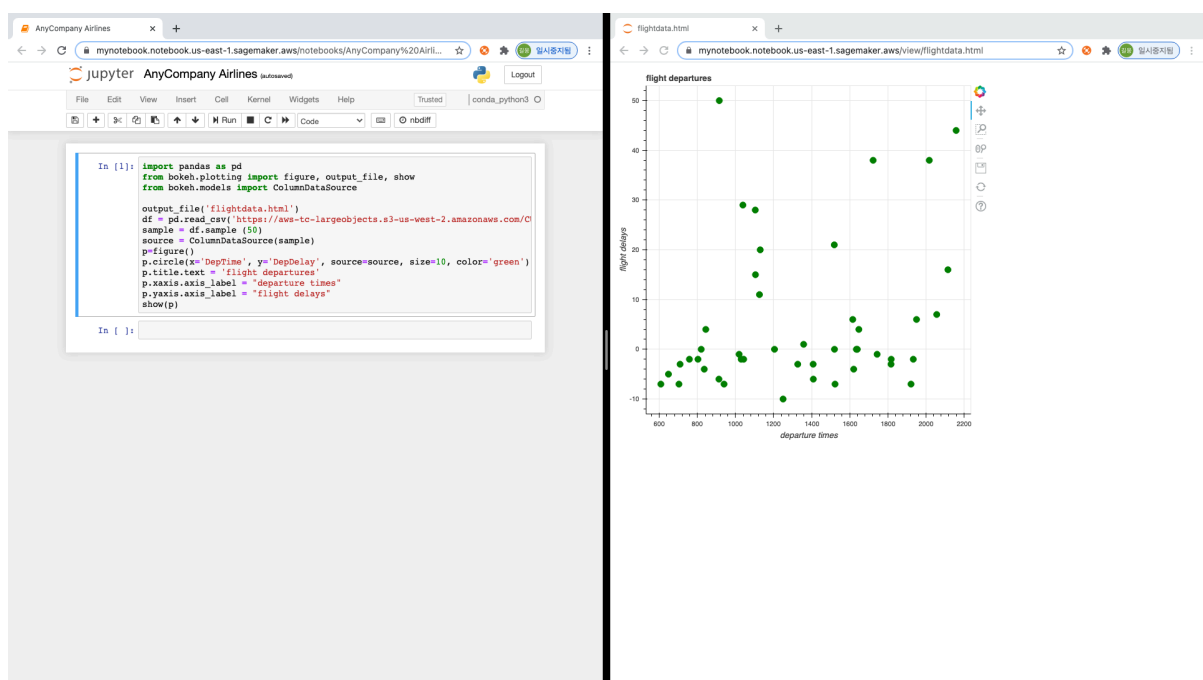 AnyCompany Airlines
mynotebook.notebook.us-east-1.sagemaker.aws/notebooks/AnyCompany%20Airli...
일시중지됨
jupyter AnyCompany Airlines (autosaved)
Logout
File Edit View Insert Cell Kernel Widgets Help
Trusted
conda_python3
Run
Code
nbdiff
In [1]:
import pandas as pd
from bokeh.plotting import figure, output_file, show
from bokeh.models import ColumnDataSource
output_file('flightdata.html')
df = pd.read_csv('https://aws-tc-largeobjects.s3-us-west-2.amazonaws.com/CU
sample = df.sample (50)
source = ColumnDataSource(sample)
p=figure()
p.circle(x='DepTime', y='DepDelay', source=source, size=10, color='green')
p.title.text = 'flight departures'
p.xaxis.axis_label = "departure times"
p.yaxis.axis_label = "flight delays"
show(p)
In [ ]:
flightdata.html
mynotebook.notebook.us-east-1.sagemaker.aws/view/flightdata.html
일시중지됨
flight departures
50
40
30
20
10
0
-10
flight delays
600 800 1000 1200 1400 1600 1800 2000 2200
departure times